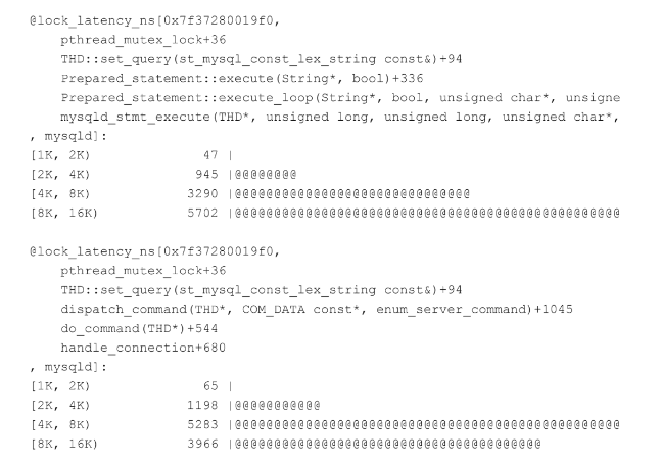 @lock_latency_ns[0x7f37280019f0,
    pthread_mutex_lock+36
    THD::set_query(st_mysql_const_lex_string const&)+94
    Prepared_statement::execute(String*, bool)+336
    Prepared_statement::execute_loop(String*, bool, unsigned char*, unsigne
    mysqld_stmt_execute(THD*, unsigned long, unsigned long, unsigned char*,
, mysqld]:
[1K, 2K)              47 |
[2K, 4K)             945 |@@@@@@@@
[4K, 8K)            3290 |@@@@@@@@@@@@@@@@@@@@@@@@@@@@@@
[8K, 16K)           5702 |@@@@@@@@@@@@@@@@@@@@@@@@@@@@@@@@@@@@@@@@@@@@@@@@@

@lock_latency_ns[0x7f37280019f0,
    pthread_mutex_lock+36
    THD::set_query(st_mysql_const_lex_string const&)+94
    dispatch_command(THD*, COM_DATA const*, enum_server_command)+1045
    do_command(THD*)+544
    handle_connection+680
, mysqld]:
[1K, 2K)              65 |
[2K, 4K)            1198 |@@@@@@@@@@@
[4K, 8K)            5283 |@@@@@@@@@@@@@@@@@@@@@@@@@@@@@@@@@@@@@@@@@@@@@@@@@
[8K, 16K)           3966 |@@@@@@@@@@@@@@@@@@@@@@@@@@@@@@@@@@@@@@@